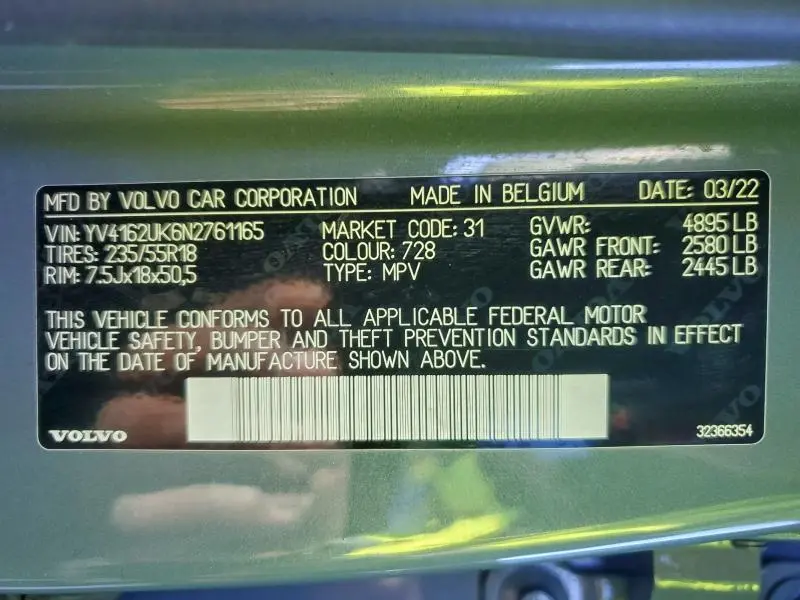 MFD BY VOLVO CAR CORPORATION MADE IN BELGIUM DATE: 03/22
VIN: YV4162UK6N2761165 MARKET CODE: 31 GVWR: 4895 LB
TIRES: 235/55R18 COLOUR: 728 GAWR FRONT: 2580 LB
RIM: 7.5Jx18x50,5 TYPE: MPV GAWR REAR: 2445 LB
THIS VEHICLE CONFORMS TO ALL APPLICABLE FEDERAL MOTOR
VEHICLE SAFETY, BUMPER AND THEFT PREVENTION STANDARDS IN EFFECT
ON THE DATE OF MANUFACTURE SHOWN ABOVE.
VOLVO 32366354